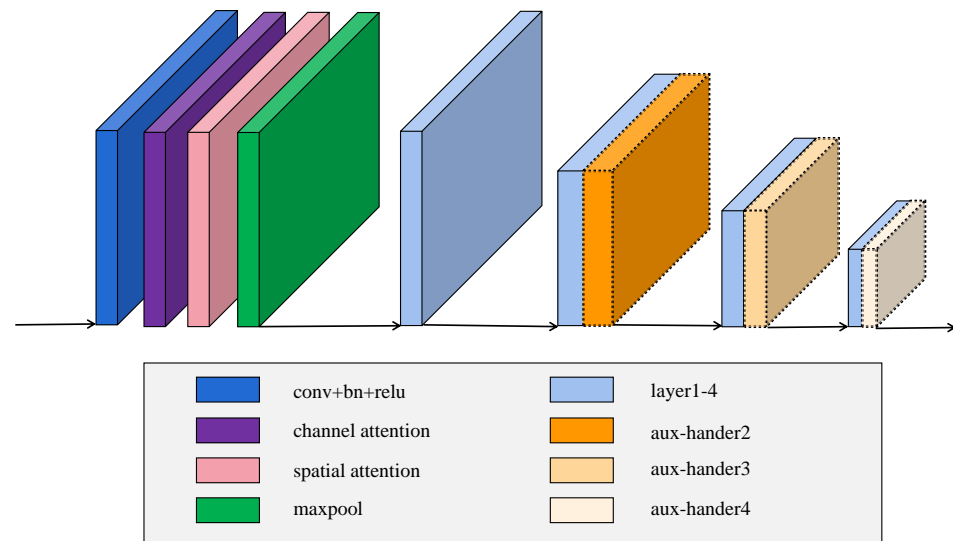 conv+bn+relu
channel attention
spatial attention
maxpool
layer1-4
aux-hander2
aux-hander3
aux-hander4